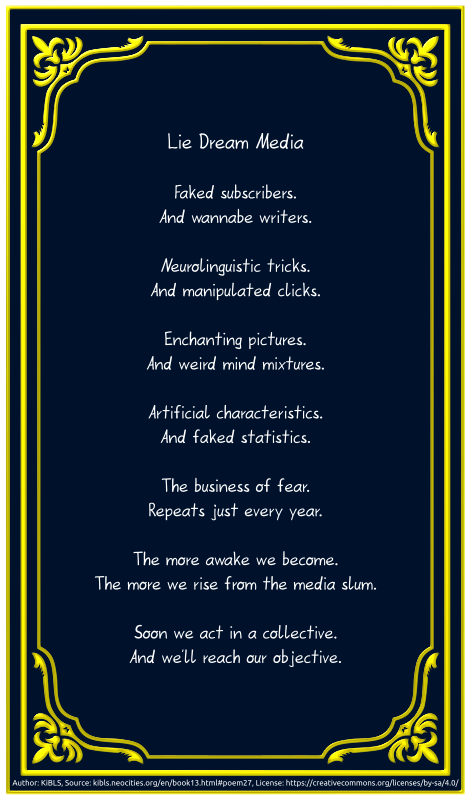 Lie Dream Media
Faked subscribers.
And wannabe writers.
Neurolinguistic tricks.
And manipulated clicks.
Enchanting pictures.
And weird mind mixtures.
Artificial characteristics.
And faked statistics.
The business of fear.
Repeats just every year.
The more awake we become.
The more we rise from the media slum.
Soon we act in a collective.
And we'll reach our objective.
Author: KIBLS, Source: kibls.neocities.org/en/book13.html#poem27, License: https://creativecommons.org/licenses/by-sa/4.0/